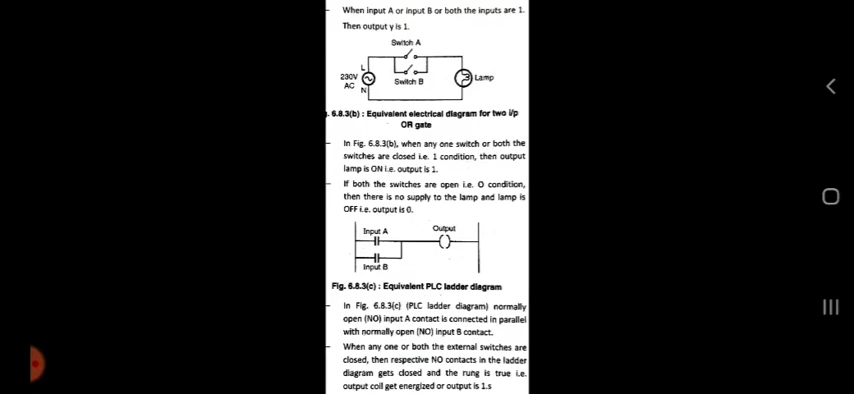 When input A or input B or both the inputs are 1.
Then output y is 1.
Switch A
L
230V
AC
N
Switch B
Lamp
6.8.3(b) : Equivalent electrical diagram for two i/p
OR gate
In Fig. 6.8.3(b), when any one switch or both the
switches are closed i.e. 1 condition, then output
lamp is ON i.e. output is 1.
If both the switches are open i.e. O condition,
then there is no supply to the lamp and lamp is
OFF i.e. output is 0.
Input A
Output
Input B
Fig. 6.8.3(c) : Equivalent PLC ladder diagram
In Fig. 6.8.3(c) (PLC ladder diagram) normally
open (NO) input A contact is connected in parallel
with normally open (NO) input B contact.
When any one or both the external switches are
closed, then respective NO contacts in the ladder
diagram gets closed and the rung is true i.e.
output coil get energized or output is 1.s